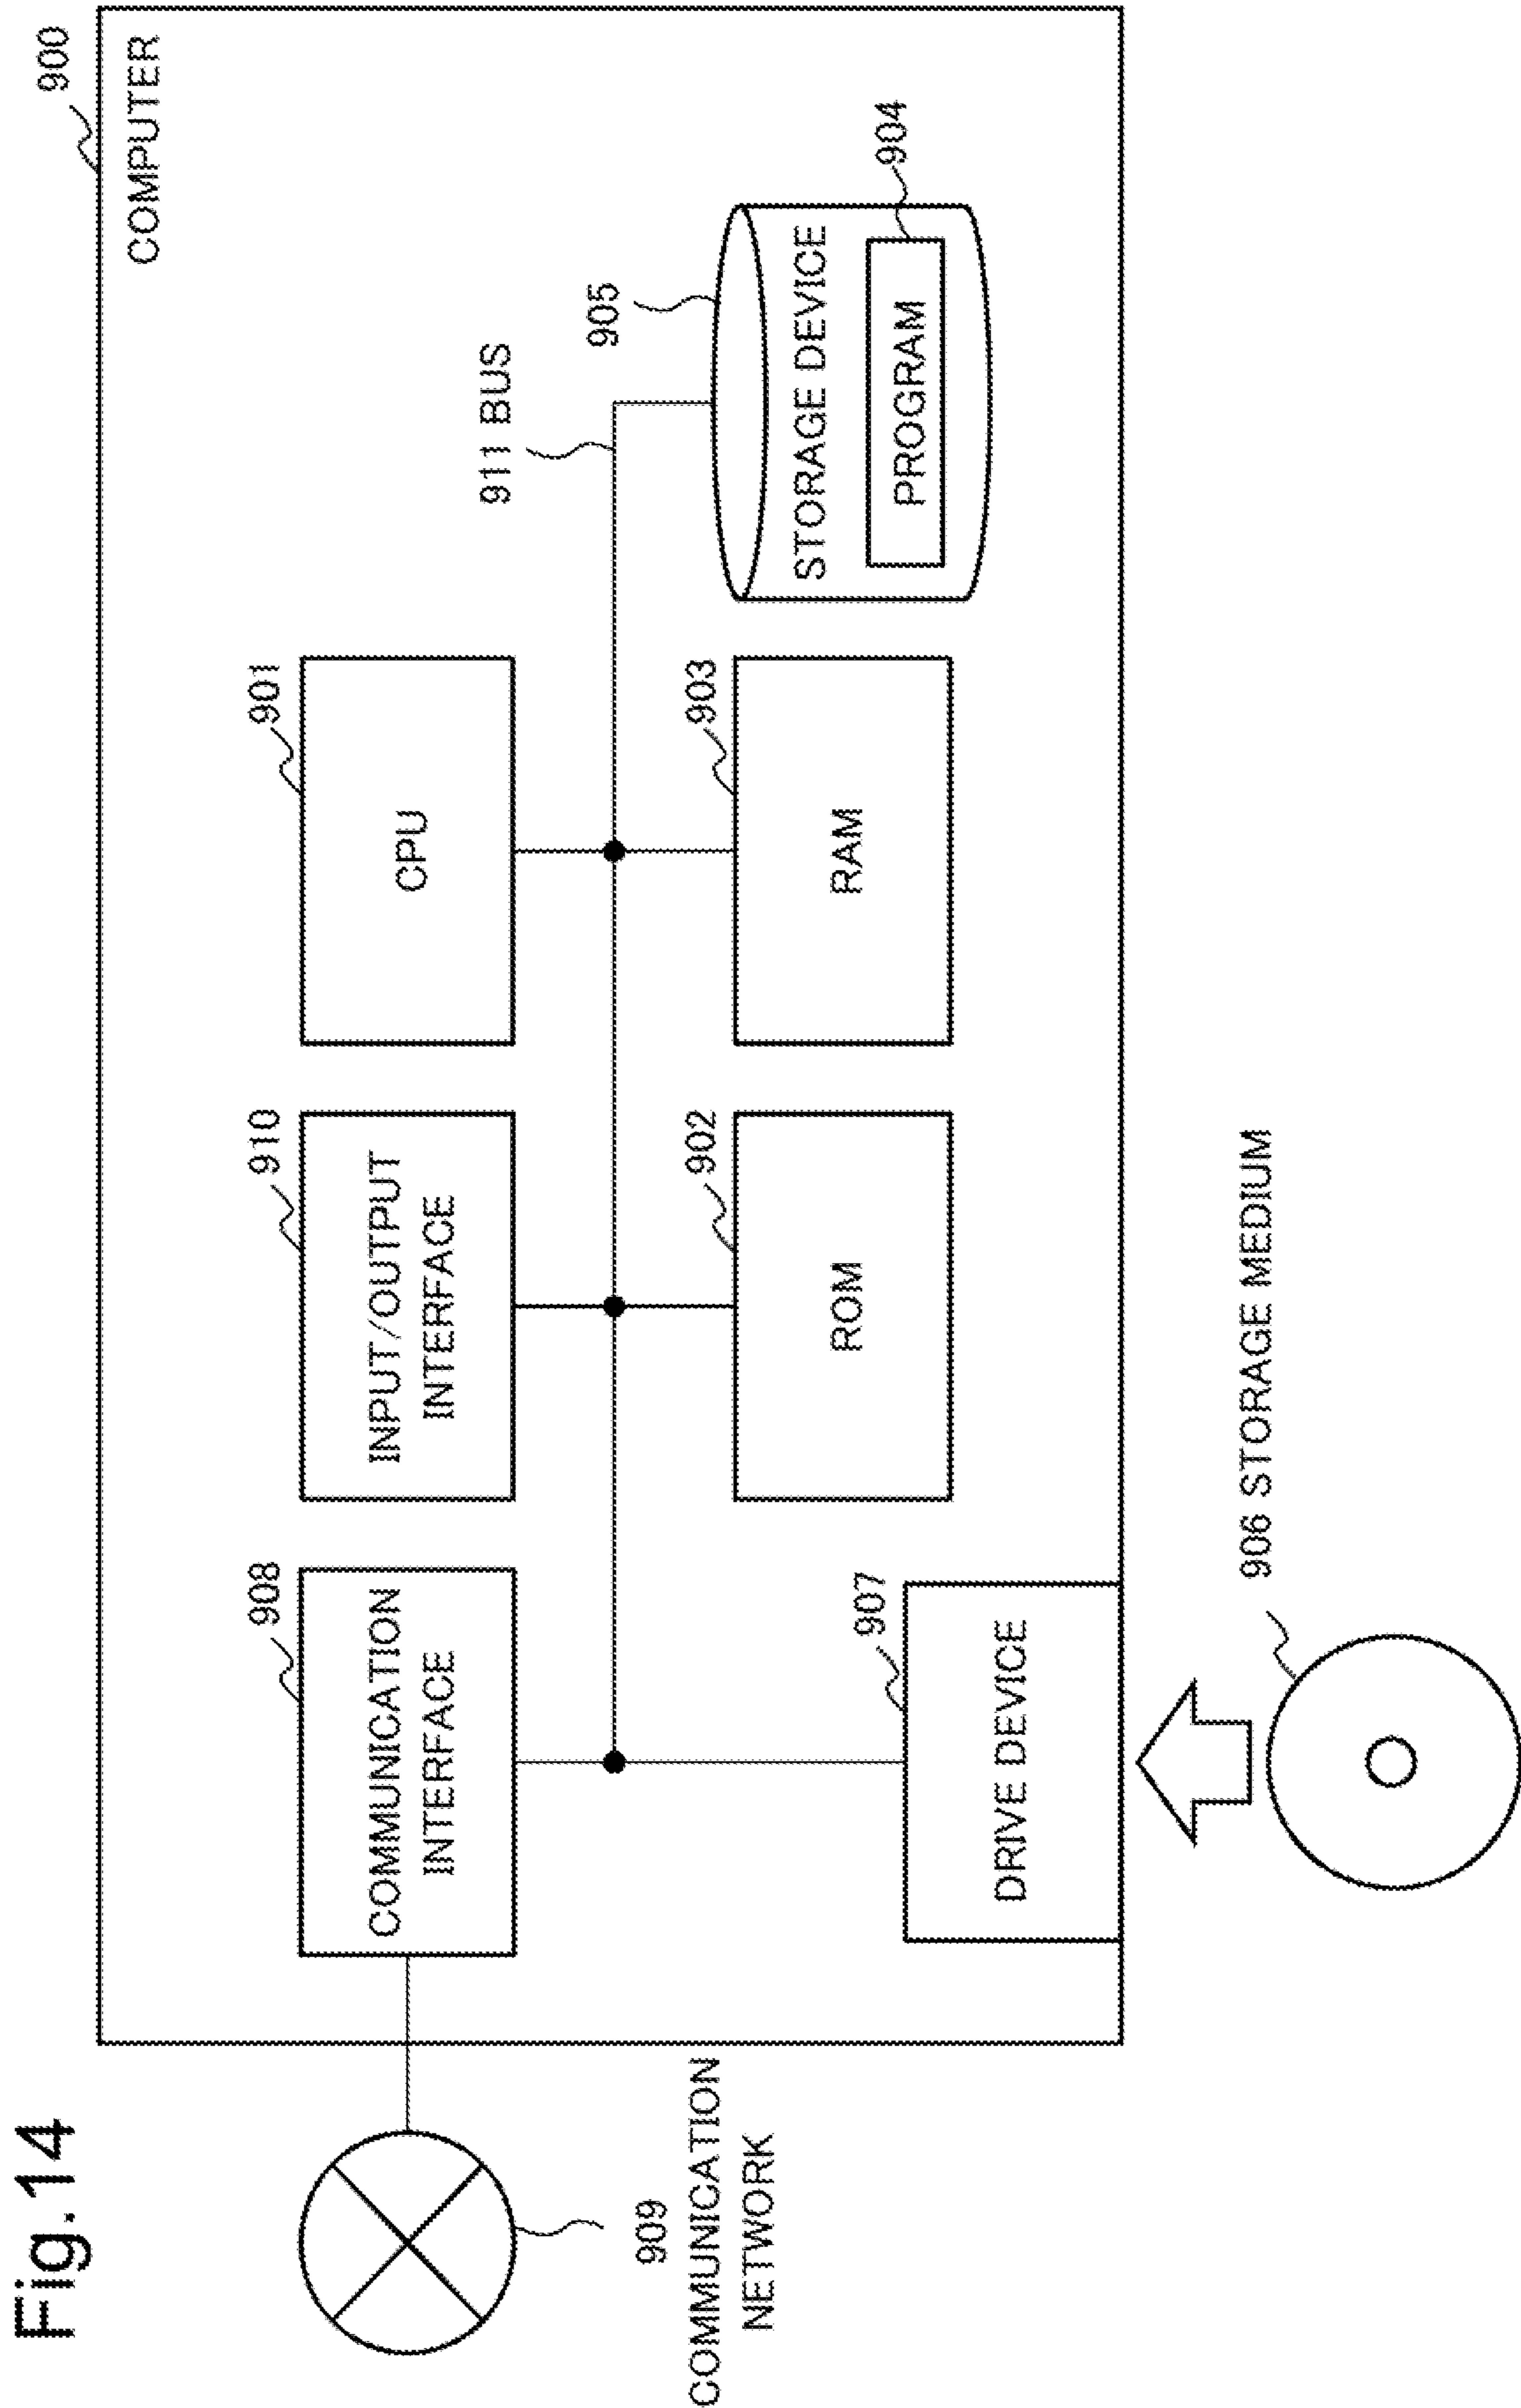 Fig.14
900
COMPUTER
908
COMMUNICATION
INTERFACE
910
INPUT/OUTPUT
INTERFACE
901
CPU
911 BUS
905
STORAGE DEVICE
904
PROGRAM
909
COMMUNICATION
NETWORK
907
DRIVE DEVICE
902
ROM
903
RAM
906 STORAGE MEDIUM